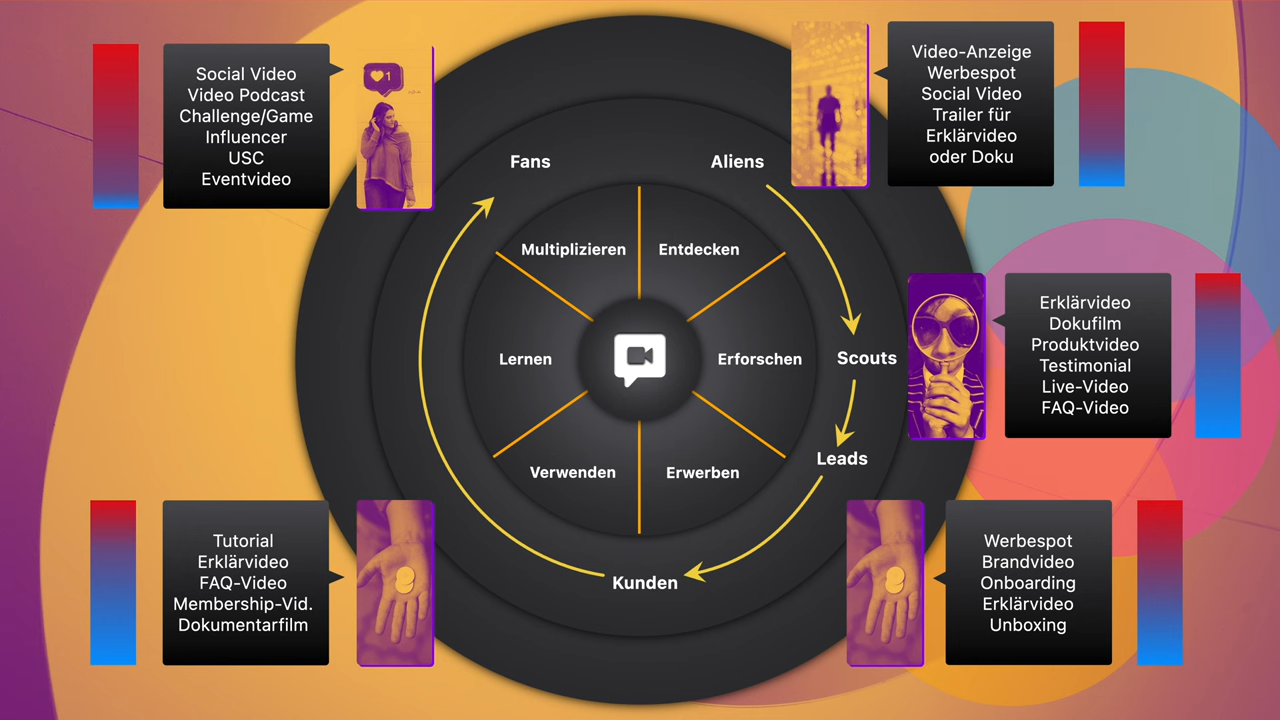 Social Video
Video Podcast
Challenge/Game
Influencer
USC
Eventvideo
1
Video-Anzeige
Werbespot
Social Video
Trailer für
Erklärvideo
oder Doku
Fans
Aliens
Multiplizieren
Entdecken
Lernen
Erforschen
Scouts
Verwenden
Erwerben
Leads
Kunden
Erklärvideo
Dokufilm
Produktvideo
Testimonial
Live-Video
FAQ-Video
Tutorial
Erklärvideo
FAQ-Video
Membership-Vid.
Dokumentarfilm
Werbespot
Brandvideo
Onboarding
Erklärvideo
Unboxing